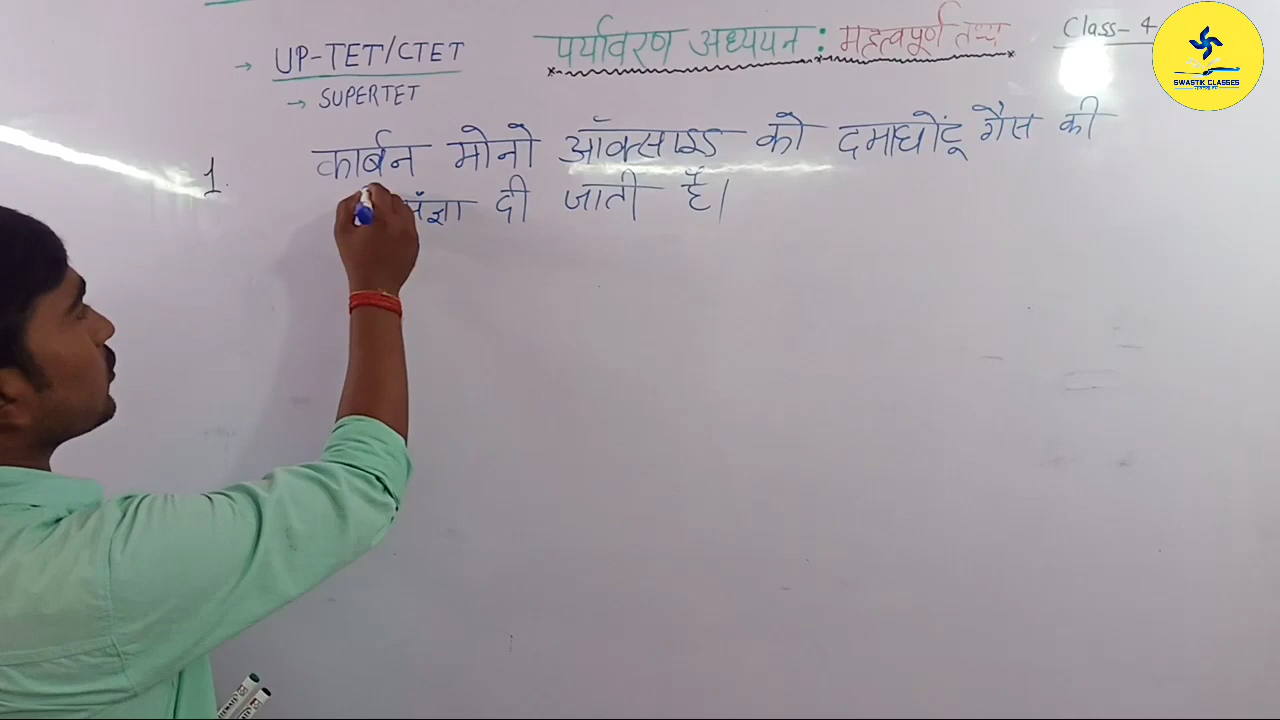 → UP-TET/CTET
→ SUPERTET
पर्यावरण अध्ययन : महत्वपूर्ण तथ्य
Class-4
SWASTIK CLASSES
1. कार्बन मोनो ऑक्साइड को दमाघोंटू गैस की
संज्ञा दी जाती है।